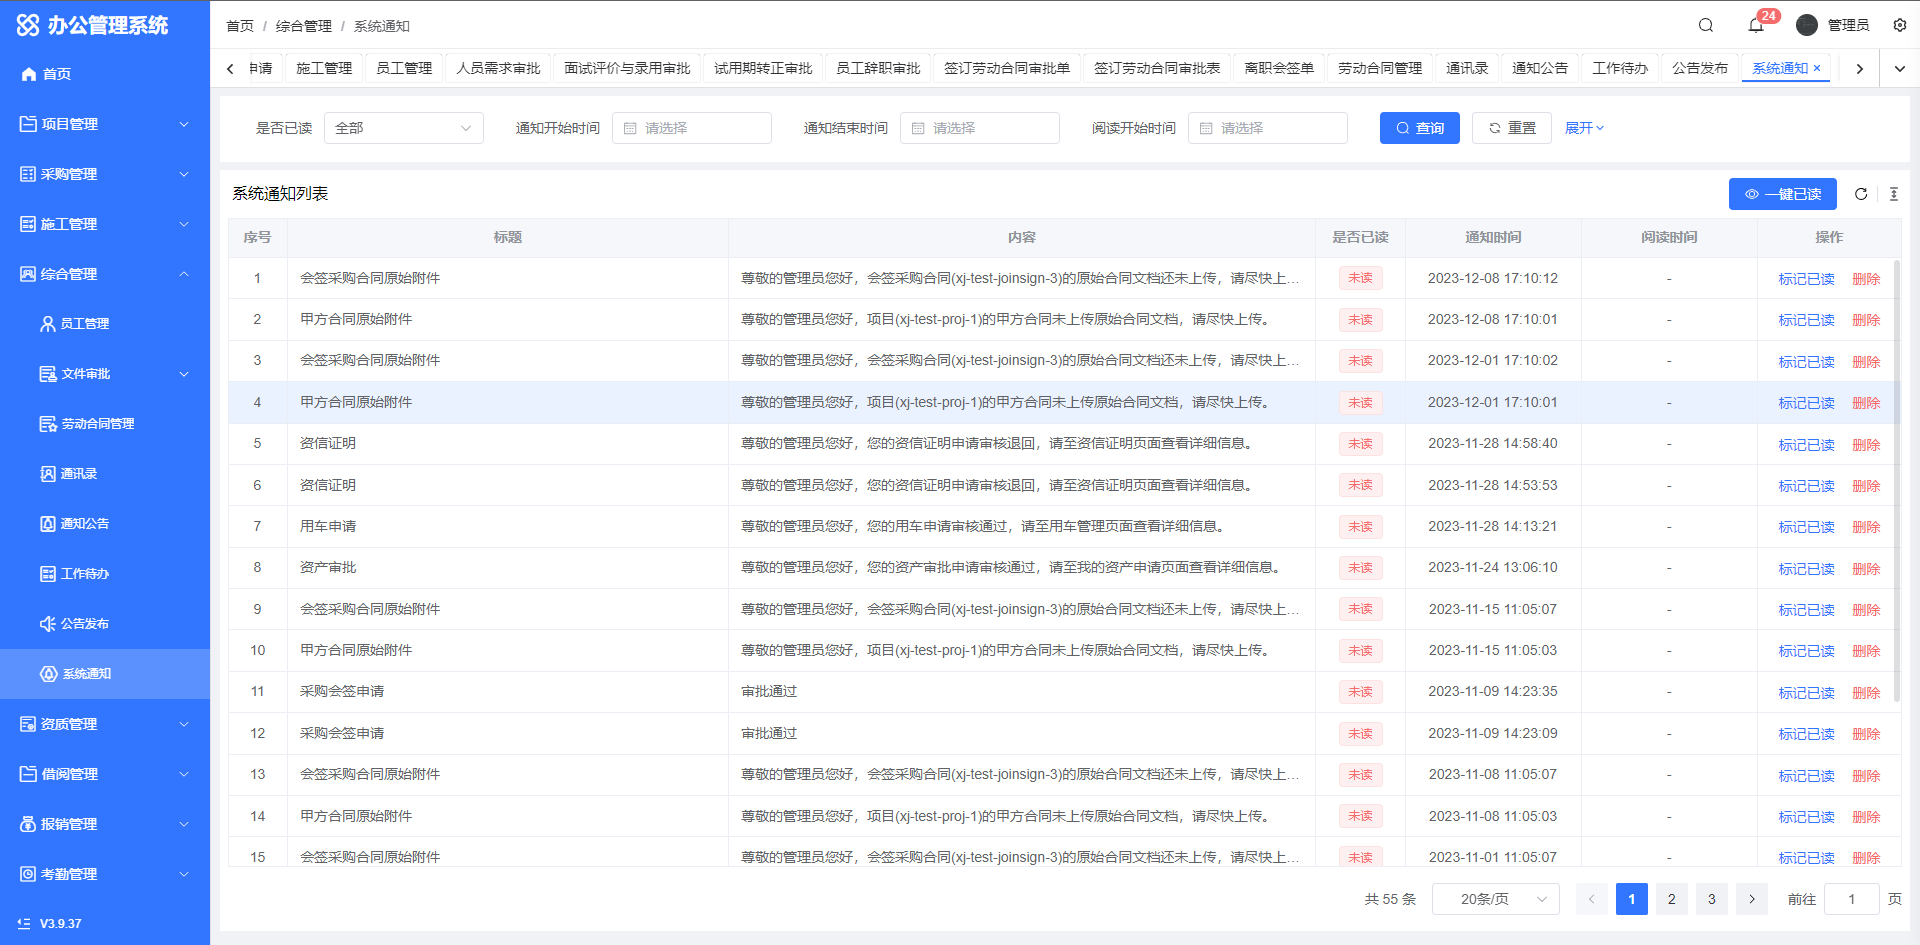 办公管理系统
首页
项目管理
采购管理
施工管理
综合管理
员工管理
文件审批
劳动合同管理
通讯录
通知公告
工作待办
公告发布
系统通知
资质管理
借阅管理
报销管理
考勤管理
V3.9.37
首页 / 综合管理 / 系统通知
24 管理员
申请 施工管理 员工管理 人员需求审批 面试评价与录用审批 试用期转正审批 员工辞职审批 签订劳动合同审批单 签订劳动合同审批表 离职会签单 劳动合同管理 通讯录 通知公告 工作待办 公告发布 系统通知 ×
是否已读 全部 通知开始时间 请选择 通知结束时间 请选择 阅读开始时间 请选择 查询 重置 展开
系统通知列表 一键已读
序号 标题 内容 是否已读 通知时间 阅读时间 操作
1 会签采购合同原始附件 尊敬的管理员您好，会签采购合同(xj-test-joinsign-3)的原始合同文档还未上传，请尽快上… 未读 2023-12-08 17:10:12 - 标记已读 删除
2 甲方合同原始附件 尊敬的管理员您好，项目(xj-test-proj-1)的甲方合同未上传原始合同文档，请尽快上传。 未读 2023-12-08 17:10:01 - 标记已读 删除
3 会签采购合同原始附件 尊敬的管理员您好，会签采购合同(xj-test-joinsign-3)的原始合同文档还未上传，请尽快上… 未读 2023-12-01 17:10:02 - 标记已读 删除
4 甲方合同原始附件 尊敬的管理员您好，项目(xj-test-proj-1)的甲方合同未上传原始合同文档，请尽快上传。 未读 2023-12-01 17:10:01 - 标记已读 删除
5 资信证明 尊敬的管理员您好，您的资信证明申请审核退回，请至资信证明页面查看详细信息。 未读 2023-11-28 14:58:40 - 标记已读 删除
6 资信证明 尊敬的管理员您好，您的资信证明申请审核退回，请至资信证明页面查看详细信息。 未读 2023-11-28 14:53:53 - 标记已读 删除
7 用车申请 尊敬的管理员您好，您的用车申请审核通过，请至用车管理页面查看详细信息。 未读 2023-11-28 14:13:21 - 标记已读 删除
8 资产审批 尊敬的管理员您好，您的资产审批申请审核通过，请至我的资产申请页面查看详细信息。 未读 2023-11-24 13:06:10 - 标记已读 删除
9 会签采购合同原始附件 尊敬的管理员您好，会签采购合同(xj-test-joinsign-3)的原始合同文档还未上传，请尽快上… 未读 2023-11-15 11:05:07 - 标记已读 删除
10 甲方合同原始附件 尊敬的管理员您好，项目(xj-test-proj-1)的甲方合同未上传原始合同文档，请尽快上传。 未读 2023-11-15 11:05:03 - 标记已读 删除
11 采购会签申请 审批通过 未读 2023-11-09 14:23:35 - 标记已读 删除
12 采购会签申请 审批通过 未读 2023-11-09 14:23:09 - 标记已读 删除
13 会签采购合同原始附件 尊敬的管理员您好，会签采购合同(xj-test-joinsign-3)的原始合同文档还未上传，请尽快上… 未读 2023-11-08 11:05:07 - 标记已读 删除
14 甲方合同原始附件 尊敬的管理员您好，项目(xj-test-proj-1)的甲方合同未上传原始合同文档，请尽快上传。 未读 2023-11-08 11:05:03 - 标记已读 删除
15 会签采购合同原始附件 尊敬的管理员您好，会签采购合同(xj-test-joinsign-3)的原始合同文档还未上传，请尽快上… 未读 2023-11-01 11:05:07 - 标记已读 删除
共 55 条 20条/页 1 2 3 前往 1 页